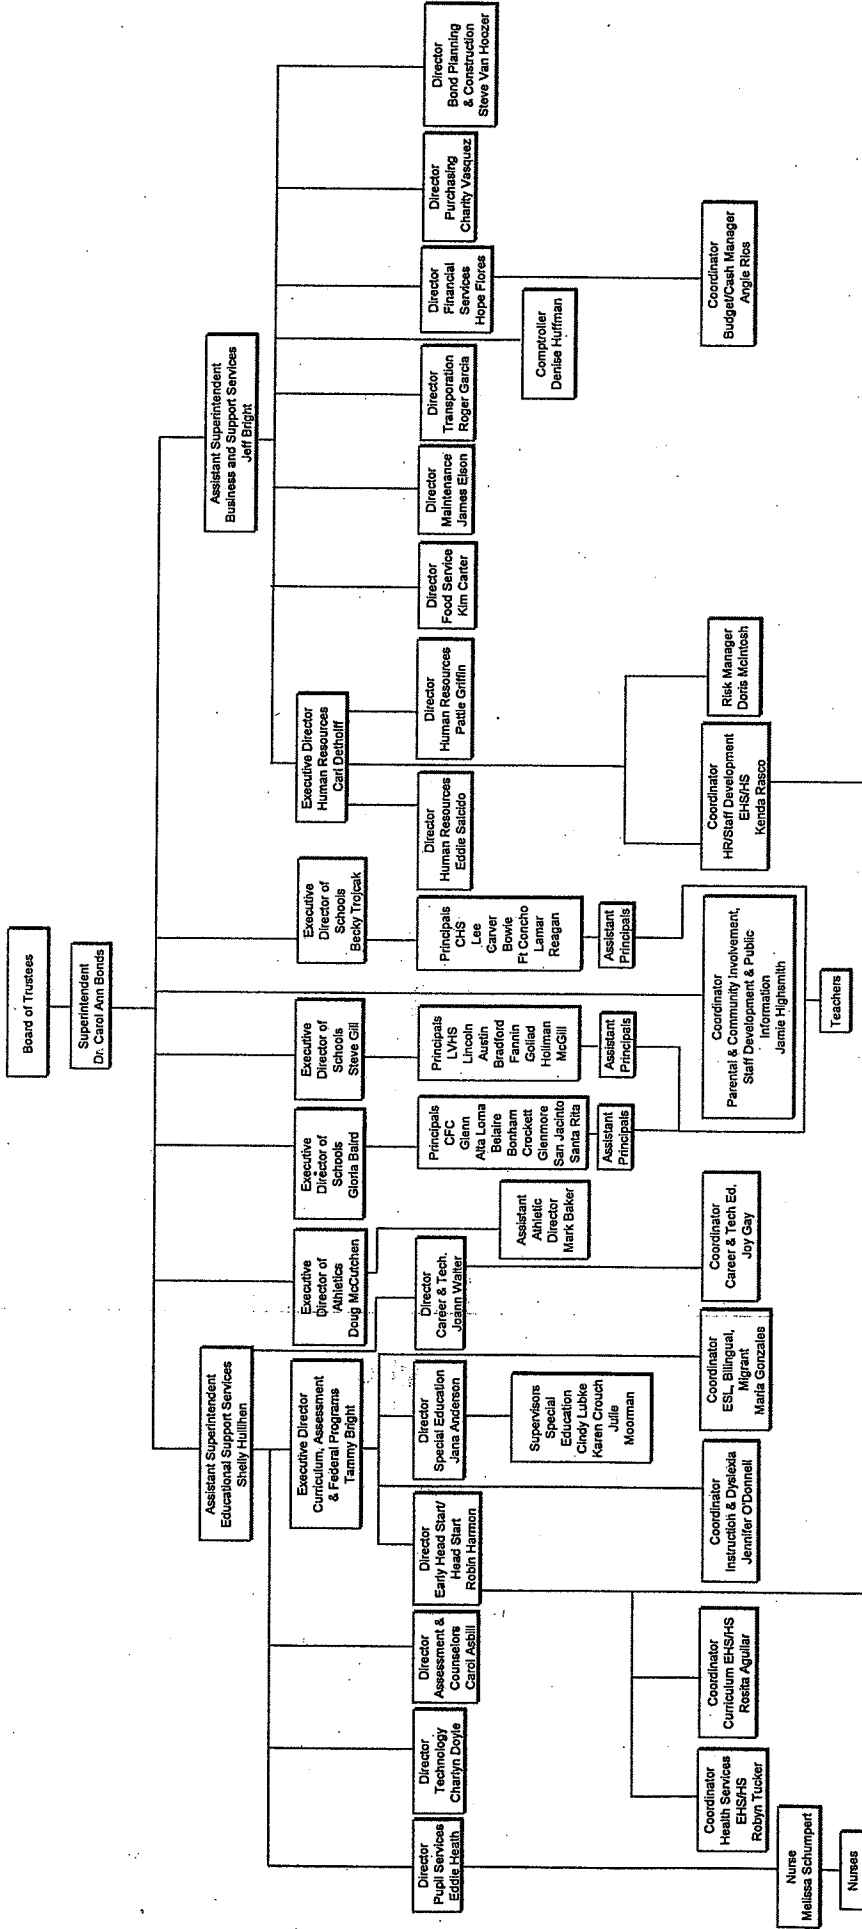 Board of Trustees
Superintendent
Dr. Carol Ann Bonds
Assistant Superintendent
Educational Support Services
Shelly Hullihen
Assistant Superintendent
Business and Support Services
Jeff Bright
Executive Director
Curriculum, Assessment
& Federal Programs
Tammy Bright
Executive
Director of
Athletics
Doug McCutchen
Executive
Director of
Schools
Gloria Baird
Executive
Director of
Schools
Steve Gill
Executive
Director of
Schools
Becky Trojcak
Executive Director
Human Resources
Carl Dethloff
Director
Pupil Services
Eddie Heath
Director
Technology
Charlyn Doyle
Director
Assessment &
Counselors
Carol Asbill
Director
Early Head Start/
Head Start
Robin Harmon
Director
Special Education
Jana Anderson
Director
Career & Tech.
Joann Walter
Principals
CFC
Glenn
Alta Loma
Belaire
Bonham
Crockett
Glenmore
San Jacinto
Santa Rita
Principals
LVHS
Lincoln
Austin
Bradford
Fannin
Goliad
Holiman
McGill
Principals
CHS
Lee
Carver
Bowie
Ft Concho
Lamar
Reagan
Director
Human Resources
Eddie Salcido
Director
Human Resources
Pattie Griffin
Director
Food Service
Kim Carter
Director
Maintenance
James Elson
Director
Transporation
Roger Garcia
Director
Financial
Services
Hope Flores
Director
Purchasing
Charity Vasquez
Director
Bond Planning
& Construction
Steve Van Hoozer
Supervisors
Special
Education
Cindy Lubke
Karen Crouch
Julie
Moorman
Assistant
Athletic
Director
Mark Baker
Comptroller
Denise Huffman
Assistant
Principals
Assistant
Principals
Assistant
Principals
Coordinator
Health Services
EHS/HS
Robyn Tucker
Coordinator
Curriculum EHS/HS
Rosita Aguilar
Coordinator
Instruction & Dyslexia
Jennifer O'Donnell
Coordinator
ESL, Bilingual,
Migrant
Maria Gonzales
Coordinator
Career & Tech Ed.
Joy Gay
Coordinator
Parental & Community Involvement,
Staff Development & Public
Information
Jamie Highsmith
Coordinator
HR/Staff Development
EHS/HS
Kenda Rasco
Risk Manager
Doris McIntosh
Coordinator
Budget/Cash Manager
Angie Rios
Nurse
Melissa Schumpert
Teachers
Nurses